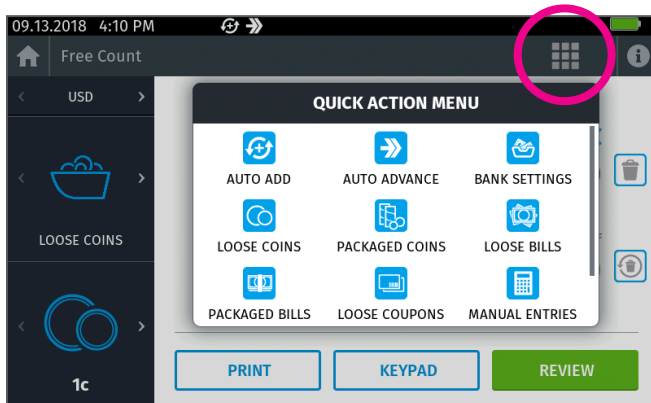 09.13.2018 4:10 PM
Free Count
USD
QUICK ACTION MENU
AUTO ADD AUTO ADVANCE BANK SETTINGS
LOOSE COINS
LOOSE COINS PACKAGED COINS LOOSE BILLS
PACKAGED BILLS LOOSE COUPONS MANUAL ENTRIES
1c
PRINT KEYPAD REVIEW